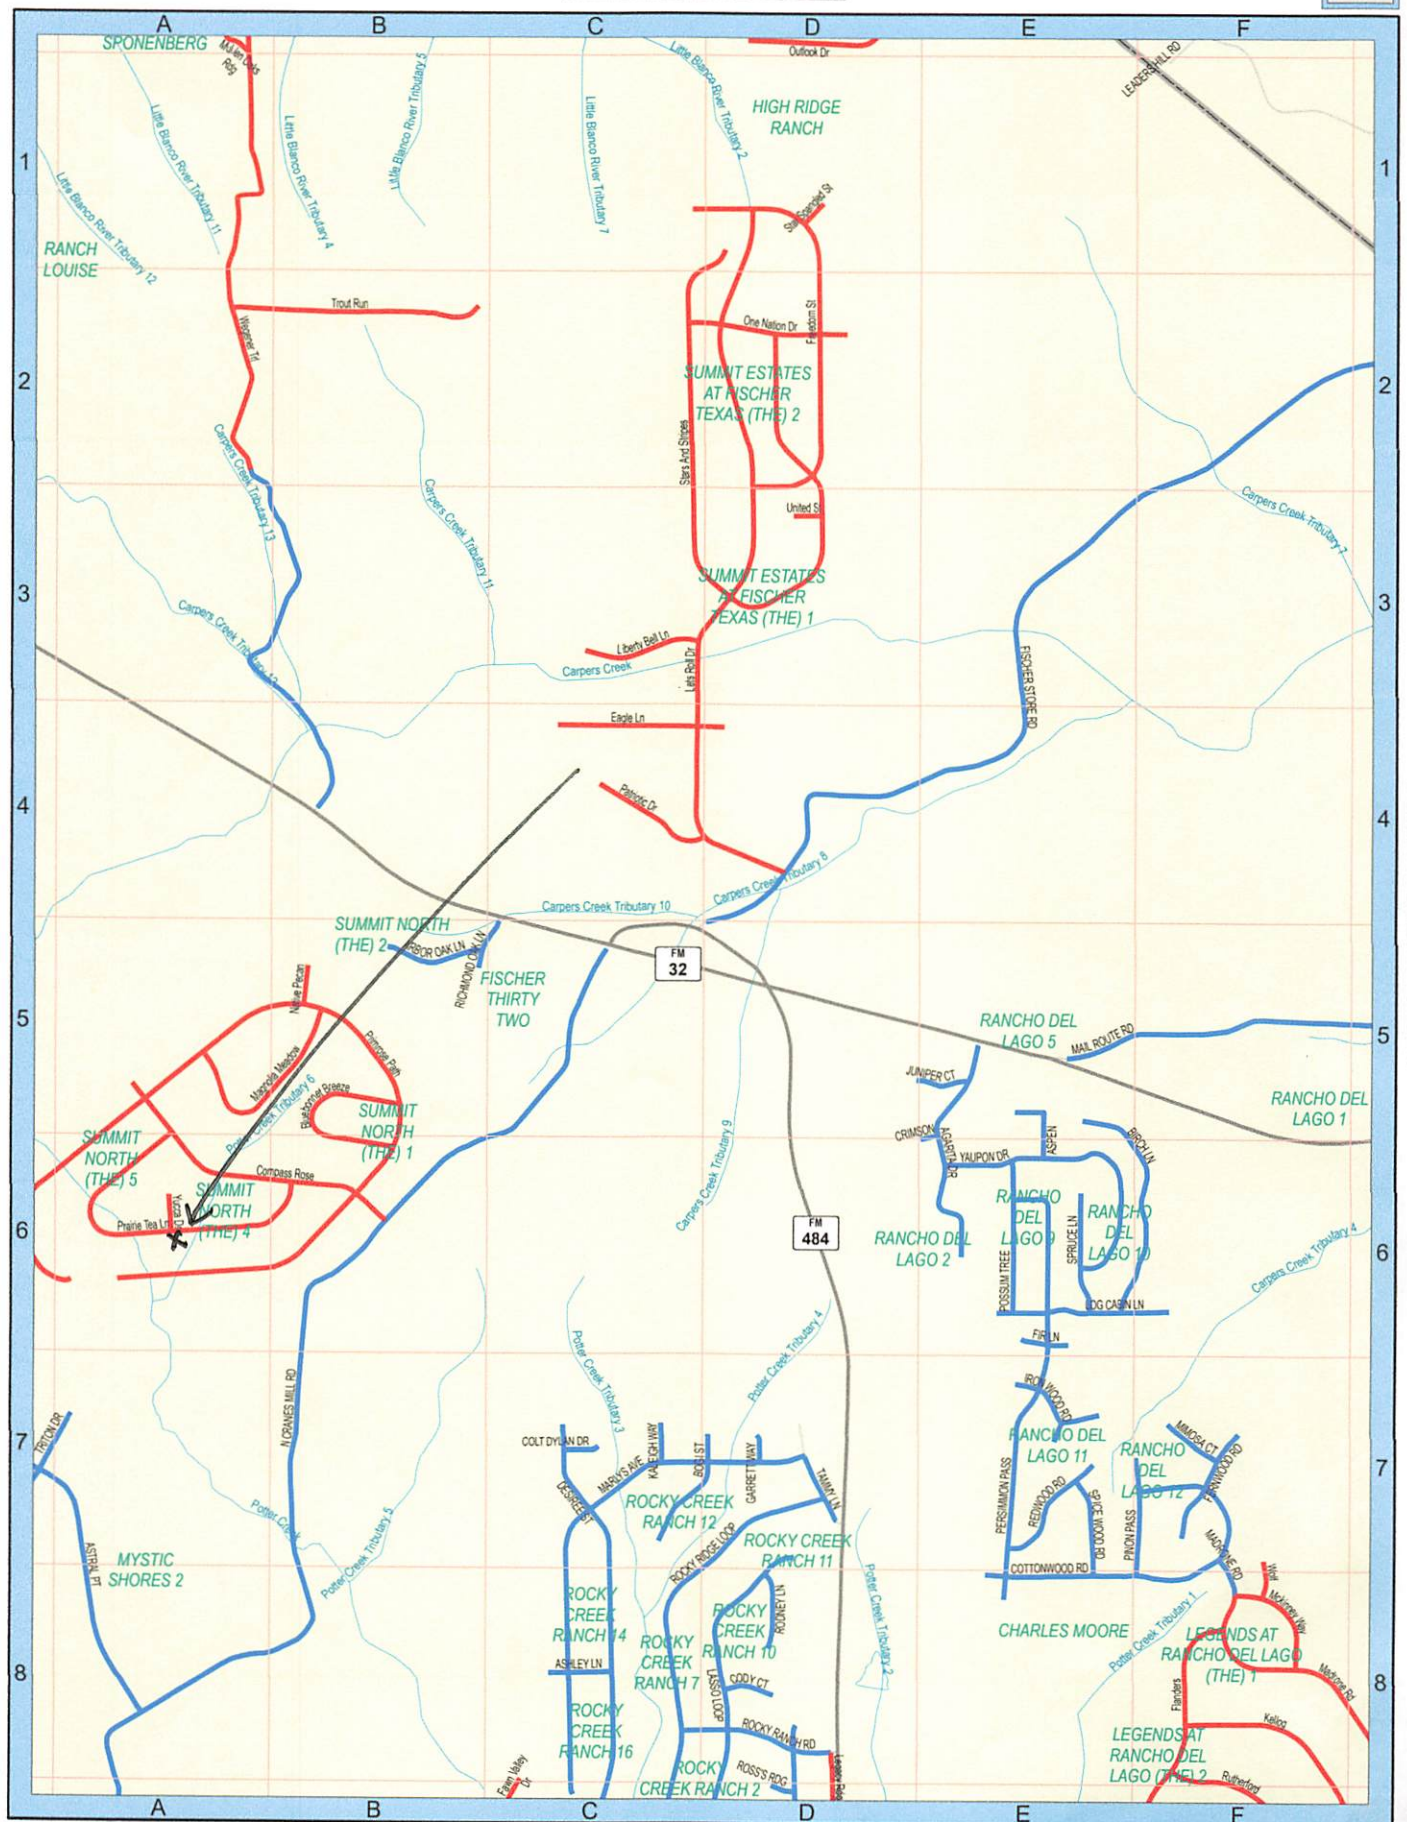 A B C D E F
SPONENBERG
Mullen Oaks
Rdg
Outlook Dr
LEADERS HILL RD
Little Blanco River Tributary 5
Little Blanco River Tributary 2
HIGH RIDGE
RANCH
Little Blanco River Tributary 11
Little Blanco River Tributary 4
Little Blanco River Tributary 7
1 1
Little Blanco River Tributary 12
Star Spangled St
RANCH
LOUISE
Trout Run
Wegener Trl
One Nation Dr
Freedom St
2 2
SUMMIT ESTATES
AT FISCHER
TEXAS (THE) 2
Stars And Stripes
Carpers Creek Tributary 13
Carpers Creek Tributary 11
Carpers Creek Tributary 7
United St
3 3
SUMMIT ESTATES
AT FISCHER
TEXAS (THE) 1
Carpers Creek Tributary 12
Liberty Bell Ln
Carpers Creek
Lets Roll Dr
FISCHER STORE RD
Eagle Ln
Patriotic Dr
4 4
Carpers Creek Tributary 8
Carpers Creek Tributary 10
SUMMIT NORTH
(THE) 2
ARBOR OAK LN
RICHMOND OAK LN
FM
32
FISCHER
THIRTY
TWO
Native Pecan
5 5
RANCHO DEL
LAGO 5
MAIL ROUTE RD
Primrose Path
Magnolia Meadow
Potter Creek Tributary 6
Bluebonnet Breeze
JUNIPER CT
RANCHO DEL
LAGO 1
SUMMIT
NORTH
(THE) 1
CRIMSON
AGARITA DR
ASPEN
BIRCH LN
YAUPON DR
SUMMIT
NORTH
(THE) 5
Compass Rose
Carpers Creek Tributary 9
SUMMIT
NORTH
(THE) 4
Yucca Dr
Prairie Tea Ln
RANCHO
DEL
LAGO 9
RANCHO
DEL
LAGO 10
SPRUCE LN
6 6
FM
484
RANCHO DEL
LAGO 2
POSSUM TREE
Carpers Creek Tributary 4
LOG CABIN LN
FIR LN
Potter Creek Tributary 3
Potter Creek Tributary 4
N CRANES MILL RD
IRON WOOD RD
TRITON DR
7 7
COLT DYLAN DR
MARLY'S AVE
KALEIGH WAY
BOGI ST
GARRETT WAY
TAMMY LN
RANCHO DEL
LAGO 11
RANCHO
DEL
LAGO 12
MIMOSA CT
FERNWOOD RD
DESIREE ST
ROCKY CREEK
RANCH 12
REDWOOD RD
PERSIMMON PASS
SPICE WOOD RD
PINON PASS
MADRONE RD
Potter Creek
Potter Creek Tributary 5
ROCKY RIDGE LOOP
ROCKY CREEK
RANCH 11
ASTRAL PT
MYSTIC
SHORES 2
COTTONWOOD RD
Wolf
McKinney Way
ROCKY
CREEK
RANCH 14
ROCKY
CREEK
RANCH 10
RODNEY LN
Potter Creek Tributary 2
CHARLES MOORE
Potter Creek Tributary 1
LEGENDS AT
RANCHO DEL LAGO
(THE) 1
ROCKY
CREEK
RANCH 7
ASHLEY LN
LASSO LOOP
CODY CT
8 8
Madrone Rd
Flanders
Kellog
ROCKY
CREEK
RANCH 16
ROCKY RANCH RD
LEGENDS AT
RANCHO DEL
LAGO (THE) 2
Fawn Valley
Dr
ROCKY
CREEK RANCH 2
ROSS'S RDG
Rutherford
A B C D E F